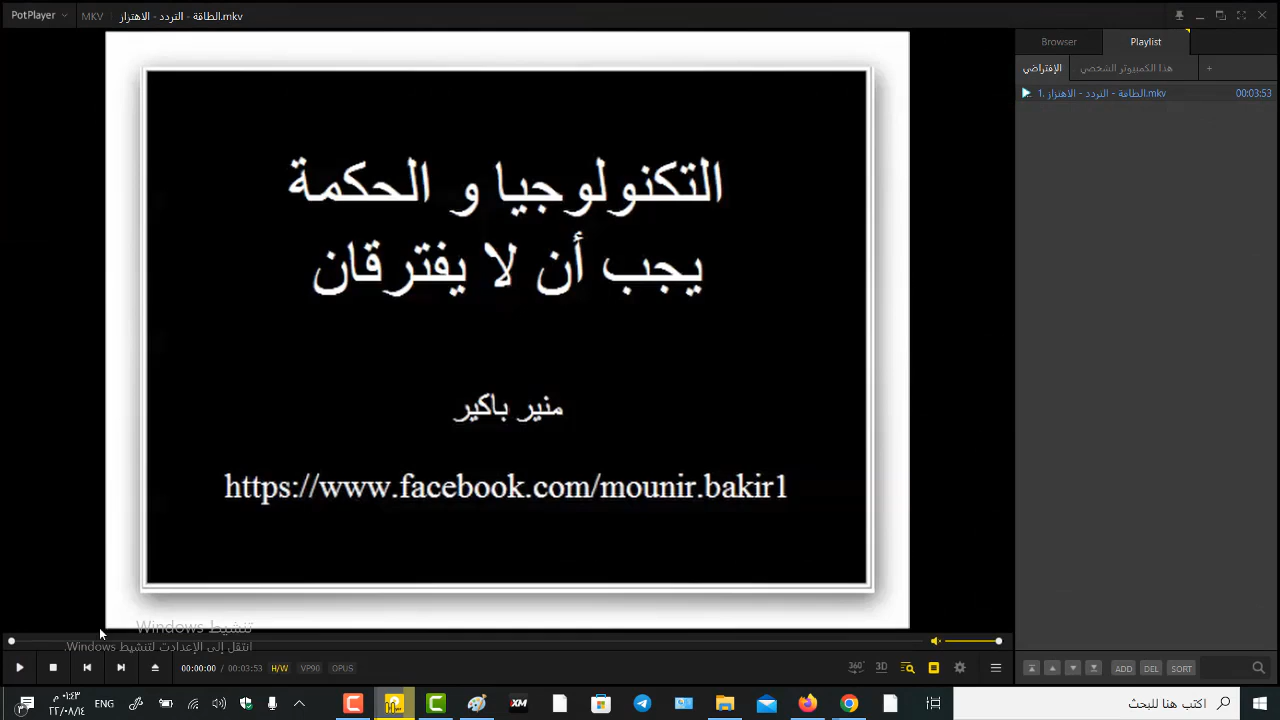 PotPlayer
MKV
الطاقة - التردد - الاهتزاز.mkv
Browser
Playlist
الإفتراضي
هذا الكمبيوتر الشخصي
+
1. الطاقة - التردد - الاهتزاز.mkv
00:03:53
التكنولوجيا و الحكمة
يجب أن لا يفترقان
منير باكير
https://www.facebook.com/mounir.bakir1
تنشيط Windows
انتقل إلى الإعدادات لتنشيط Windows.
00:00:00 / 00:03:53 H/W VP90 OPUS
360° 3D
ADD DEL SORT
ENG
XM
اكتب هنا للبحث